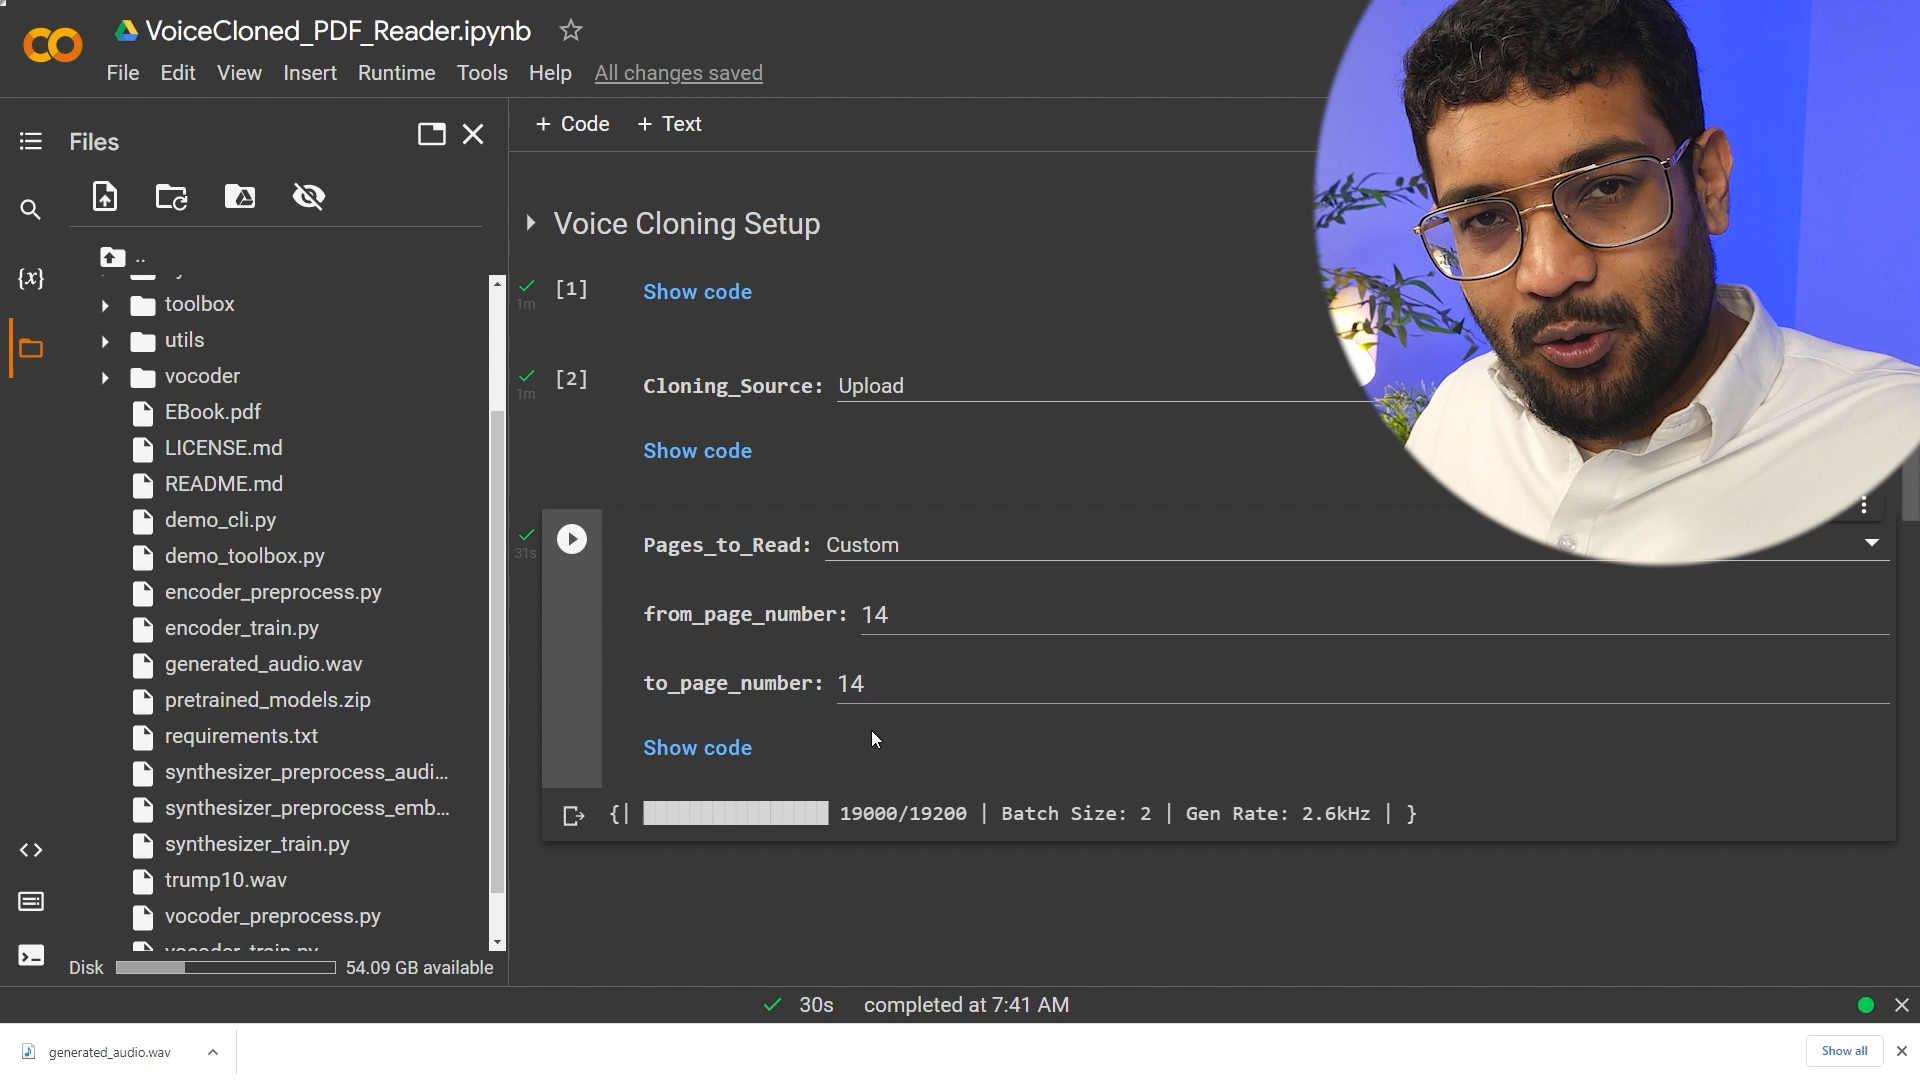 VoiceCloned_PDF_Reader.ipynb
File Edit View Insert Runtime Tools Help All changes saved
Files
+ Code + Text
..
toolbox
utils
vocoder
EBook.pdf
LICENSE.md
README.md
demo_cli.py
demo_toolbox.py
encoder_preprocess.py
encoder_train.py
generated_audio.wav
pretrained_models.zip
requirements.txt
synthesizer_preprocess_audi...
synthesizer_preprocess_emb...
synthesizer_train.py
trump10.wav
vocoder_preprocess.py
vocoder_train.py
Disk 54.09 GB available
{x}
Voice Cloning Setup
1m [1] Show code
1m [2] Cloning_Source: Upload
Show code
31s Pages_to_Read: Custom
from_page_number: 14
to_page_number: 14
Show code
{| 19000/19200 | Batch Size: 2 | Gen Rate: 2.6kHz | }
30s completed at 7:41 AM
generated_audio.wav
Show all